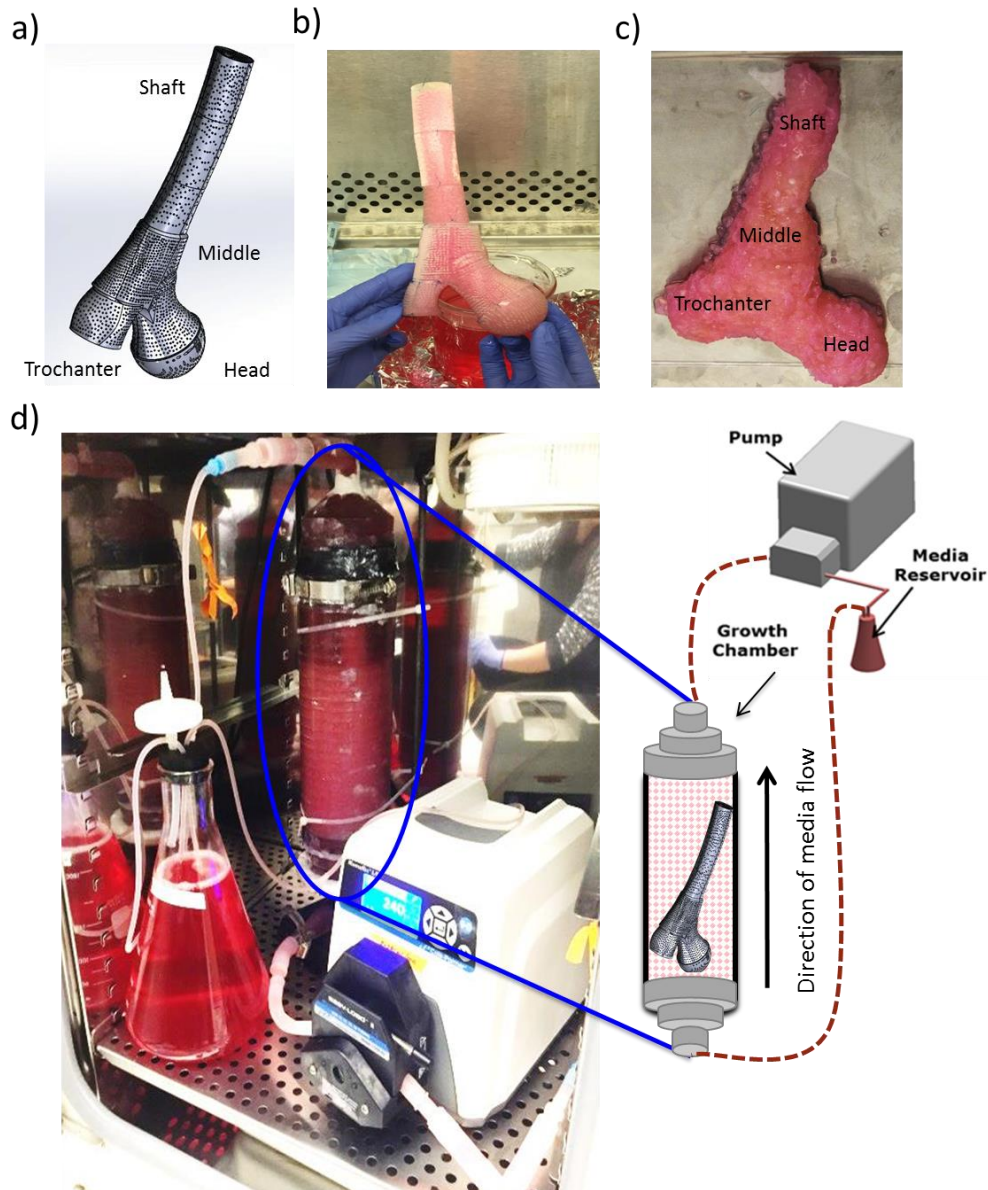 a)
Shaft
Middle
Trochanter
Head
b)
c)
Shaft
Middle
Trochanter
Head
d)
240
Pump
Media
Reservoir
Growth
Chamber
Direction of media flow